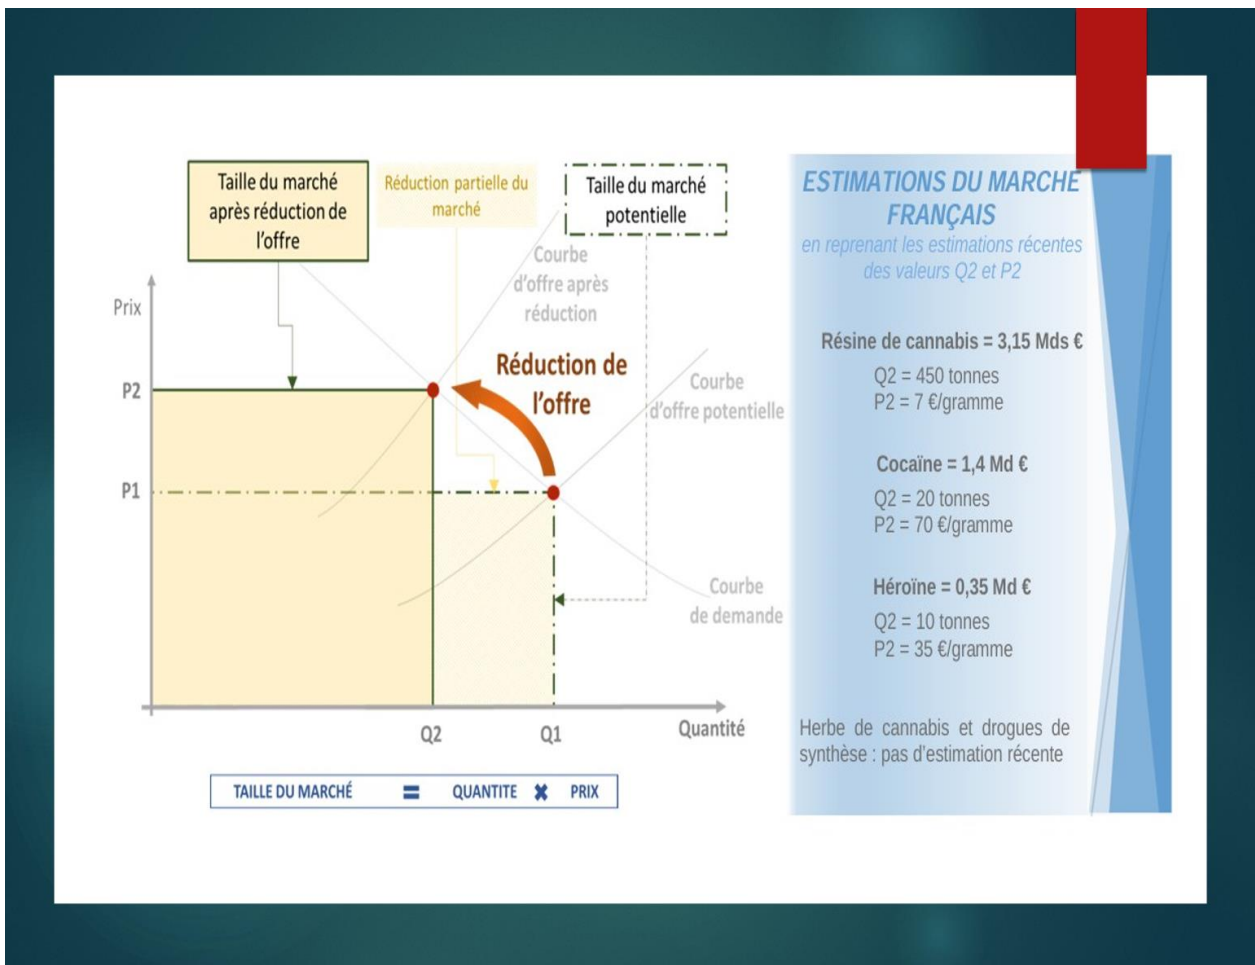 Taille du marché
après réduction de
l'offre
Réduction partielle du
marché
Taille du marché
potentielle
Courbe
d'offre après
réduction
Prix
Réduction de
l'offre
P2
Courbe
d'offre potentielle
P1
Courbe
de demande
Q2
Q1
Quantité
TAILLE DU MARCHÉ = QUANTITE ✖ PRIX
ESTIMATIONS DU MARCHE
FRANÇAIS
en reprenant les estimations récentes
des valeurs Q2 et P2
Résine de cannabis = 3,15 Mds €
Q2 = 450 tonnes
P2 = 7 €/gramme
Cocaïne = 1,4 Md €
Q2 = 20 tonnes
P2 = 70 €/gramme
Héroïne = 0,35 Md €
Q2 = 10 tonnes
P2 = 35 €/gramme
Herbe de cannabis et drogues de
synthèse : pas d'estimation récente